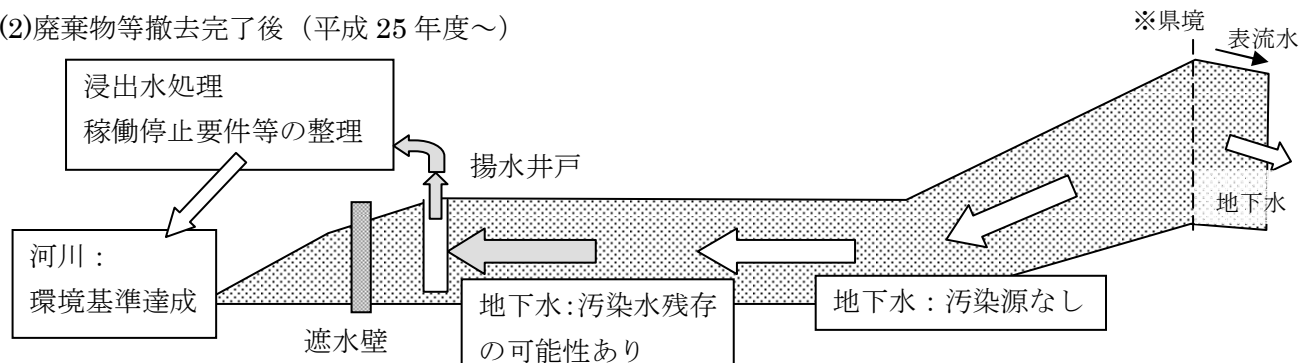 (2)廃棄物等撤去完了後（平成 25 年度～）
※県境
表流水
浸出水処理
稼働停止要件等の整理
揚水井戸
地下水
河川：
環境基準達成
地下水：汚染水残存
の可能性あり
地下水：汚染源なし
遮水壁